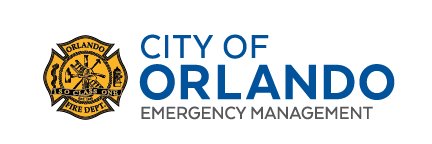 ORLANDO
ISO CLASS ONE
FIRE DEPT.
CITY OF
ORLANDO
EMERGENCY MANAGEMENT